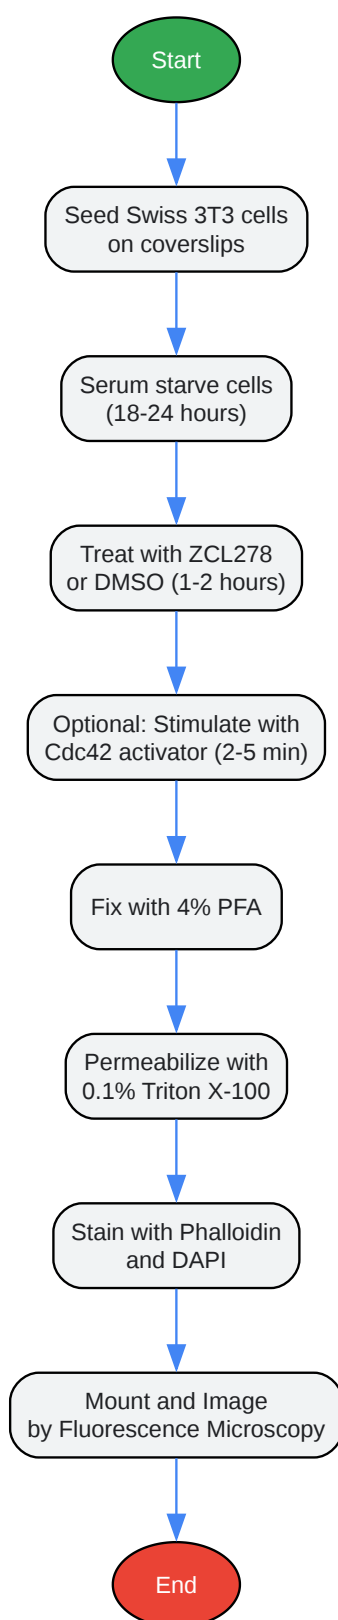 Start
Seed Swiss 3T3 cells
on coverslips
Serum starve cells
(18-24 hours)
Treat with ZCL278
or DMSO (1-2 hours)
Optional: Stimulate with
Cdc42 activator (2-5 min)
Fix with 4% PFA
Permeabilize with
0.1% Triton X-100
Stain with Phalloidin
and DAPI
Mount and Image
by Fluorescence Microscopy
End